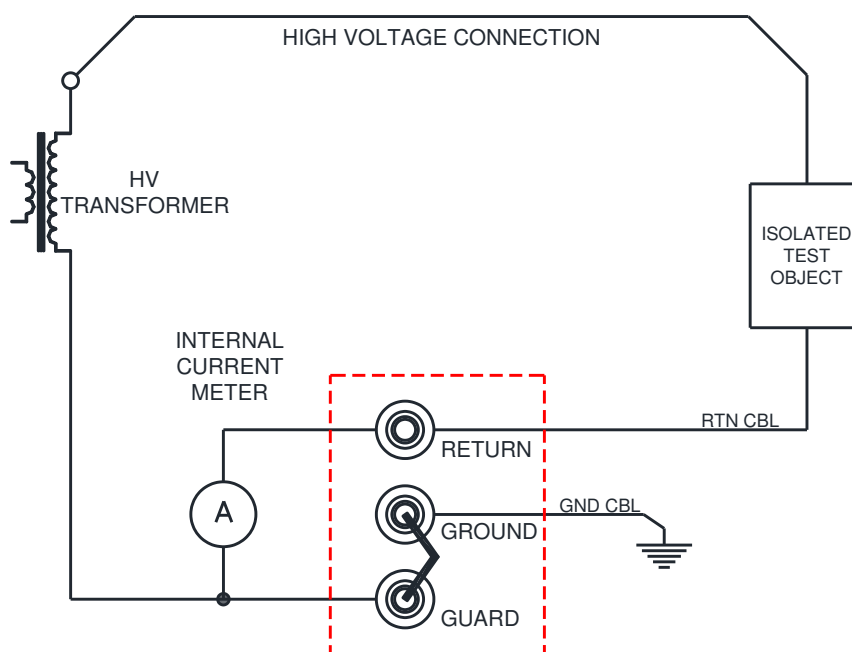 HIGH VOLTAGE CONNECTION
HV
TRANSFORMER
ISOLATED
TEST
OBJECT
INTERNAL
CURRENT
METER
RTN CBL
RETURN
A
GND CBL
GROUND
GUARD